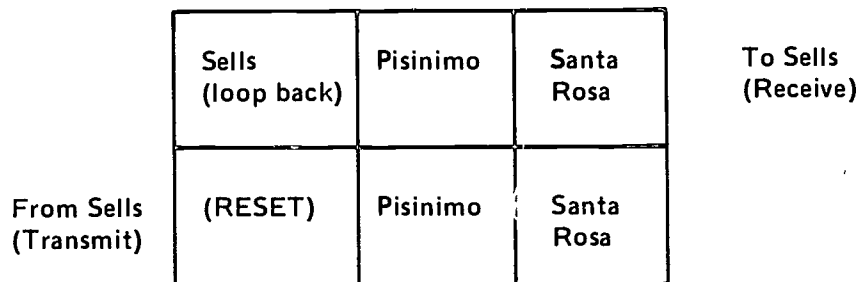 Sells
(loop back)
Pisinimo
Santa
Rosa
To Sells
(Receive)
From Sells
(Transmit)
(RESET)
Pisinimo
Santa
Rosa